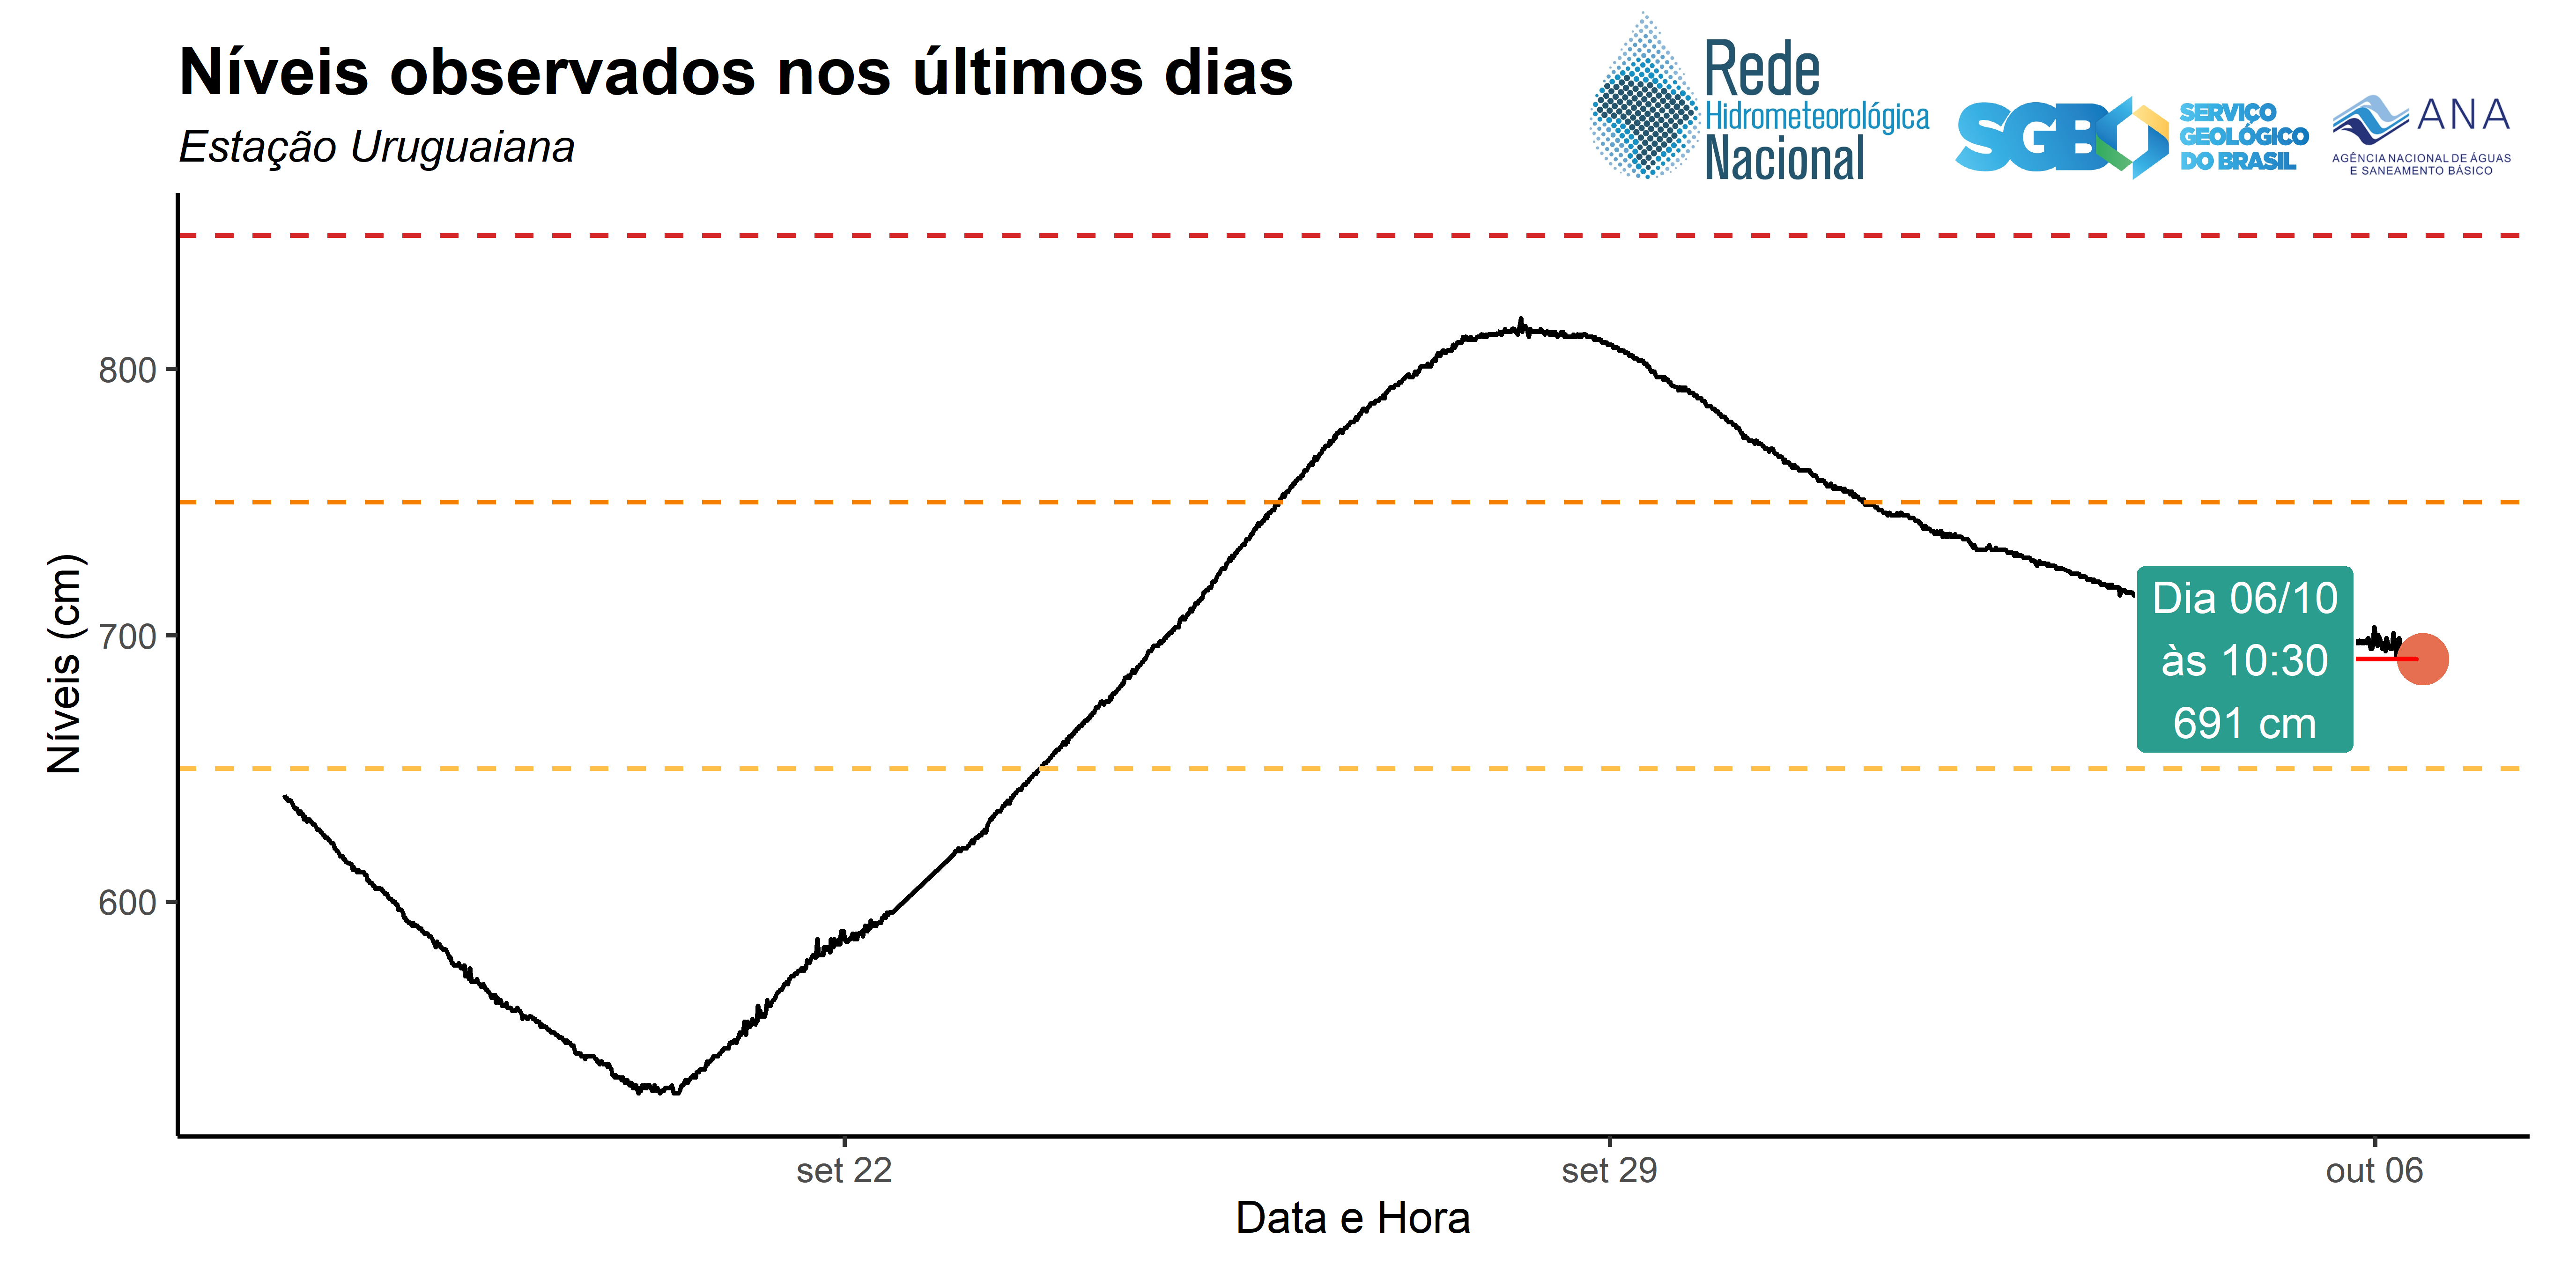 Níveis observados nos últimos dias
Estação Uruguaiana
Rede
Hidrometeorológica
Nacional
SGB
SERVIÇO
GEOLÓGICO
DO BRASIL
ANA
AGÊNCIA NACIONAL DE ÁGUAS
E SANEAMENTO BÁSICO
Níveis (cm)
800
700
600
Dia 06/10
às 10:30
691 cm
set 22
set 29
out 06
Data e Hora